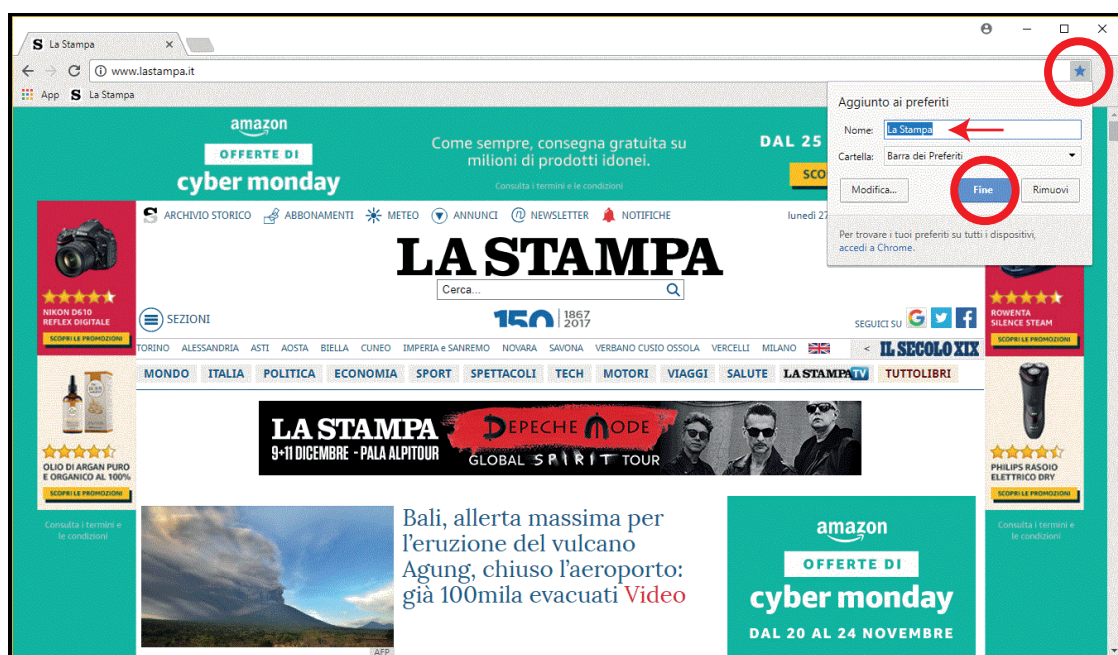 S La Stampa
www.lastampa.it
App S La Stampa
Aggiunto ai preferiti
Nome: La Stampa
Cartella: Barra dei Preferiti
Modifica... Fine Rimuovi
Per trovare i tuoi preferiti su tutti i dispositivi,
accedi a Chrome.
amazon
OFFERTE DI
cyber monday
Come sempre, consegna gratuita su
milioni di prodotti idonei.
Consulta i termini e le condizioni
DAL 25
SCO
S ARCHIVIO STORICO ABBONAMENTI METEO ANNUNCI NEWSLETTER NOTIFICHE lunedì 27
LA STAMPA
Cerca...
SEZIONI
150 1867
2017
SEGUICI SU G f
TORINO ALESSANDRIA ASTI AOSTA BIELLA CUNEO IMPERIA e SANREMO NOVARA SAVONA VERBANO CUSIO OSSOLA VERCELLI MILANO < IL SECOLO XIX
MONDO ITALIA POLITICA ECONOMIA SPORT SPETTACOLI TECH MOTORI VIAGGI SALUTE LA STAMPA TV TUTTOLIBRI
NIKON D610
REFLEX DIGITALE
SCOPRI LE PROMOZIONI
OLIO DI ARGAN PURO
E ORGANICO AL 100%
SCOPRI LE PROMOZIONI
Consulta i termini e
le condizioni
LA STAMPA
9+11 DICEMBRE - PALA ALPITOUR
DEPECHE MODE
GLOBAL SPIRIT TOUR
ROWENTA
SILENCE STEAM
SCOPRI LE PROMOZIONI
PHILIPS RASOIO
ELETTRICO DRY
SCOPRI LE PROMOZIONI
Consulta i termini e
le condizioni
Bali, allerta massima per
l'eruzione del vulcano
Agung, chiuso l'aeroporto:
già 100mila evacuati Video
AFP
amazon
OFFERTE DI
cyber monday
DAL 20 AL 24 NOVEMBRE